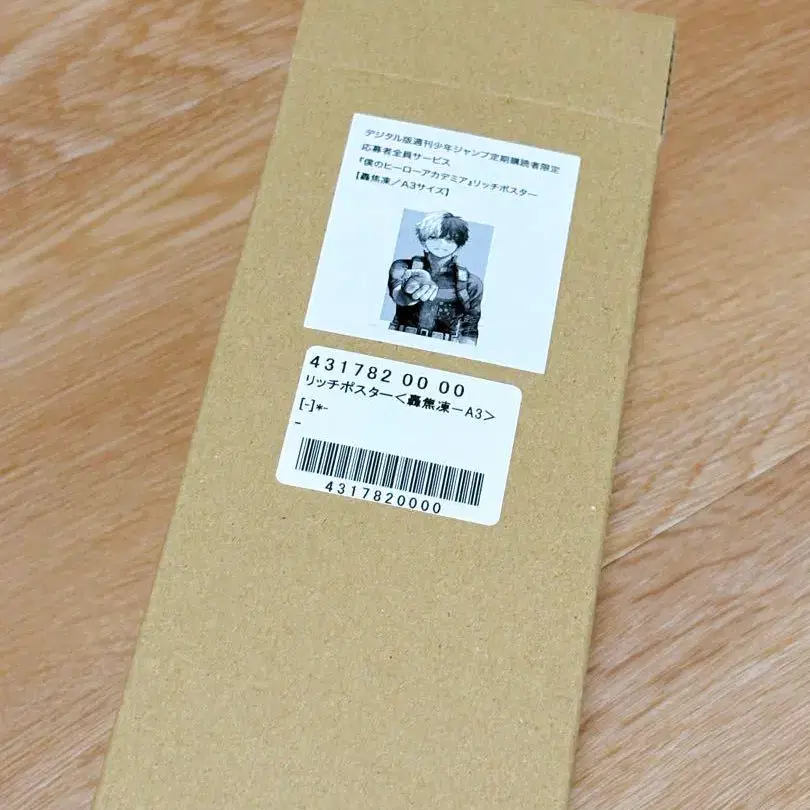 デジタル版週刊少年ジャンプ定期購読者限定
応募者全員サービス
『僕のヒーローアカデミア』リッチポスター
[轟焦凍／A3サイズ]
431782 00 00
リッチポスター＜轟焦凍－A3＞
[-]*-
-
4317820000